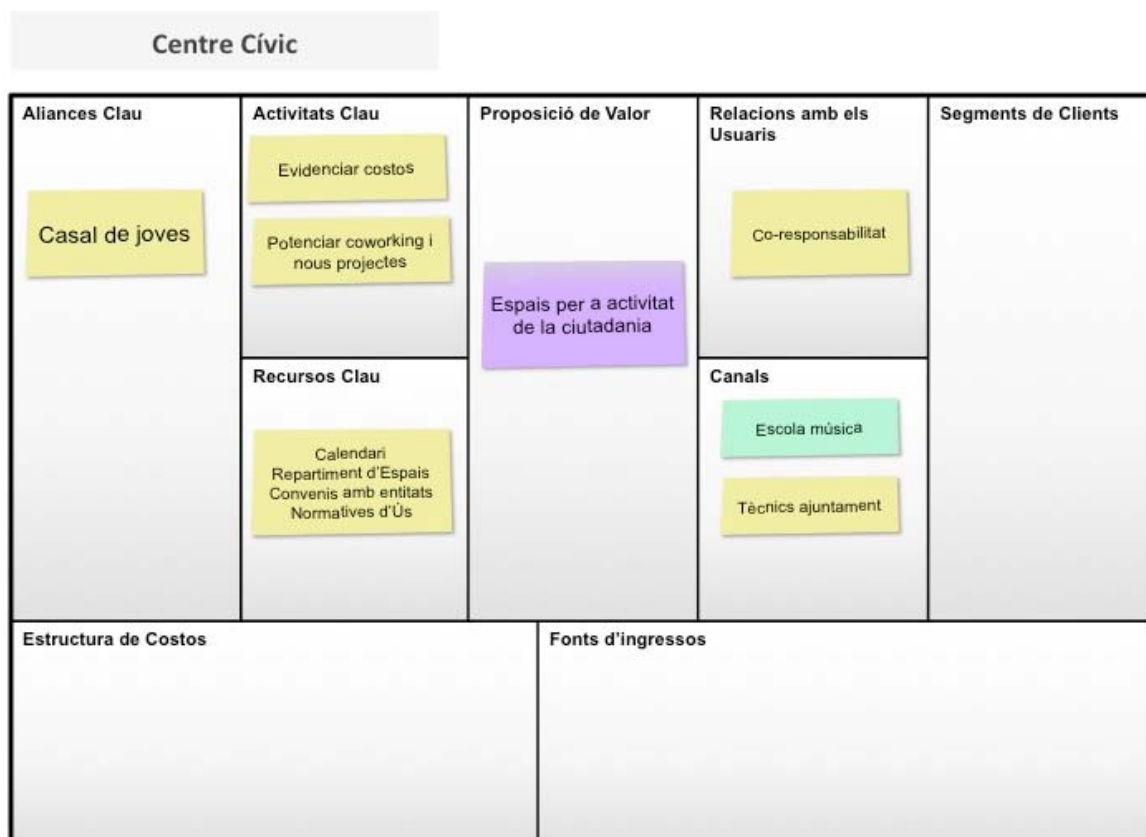 Centre Cívic
Aliances Clau
Casal de joves
Activitats Clau
Evidenciar costos
Potenciar coworking i
nous projectes
Recursos Clau
Calendari
Repartiment d'Espais
Convenis amb entitats
Normatives d'Ús
Proposició de Valor
Espais per a activitat
de la ciutadania
Relacions amb els
Usuaris
Co-responsabilitat
Canals
Escola música
Tècnics ajuntament
Segments de Clients
Estructura de Costos
Fonts d'ingressos